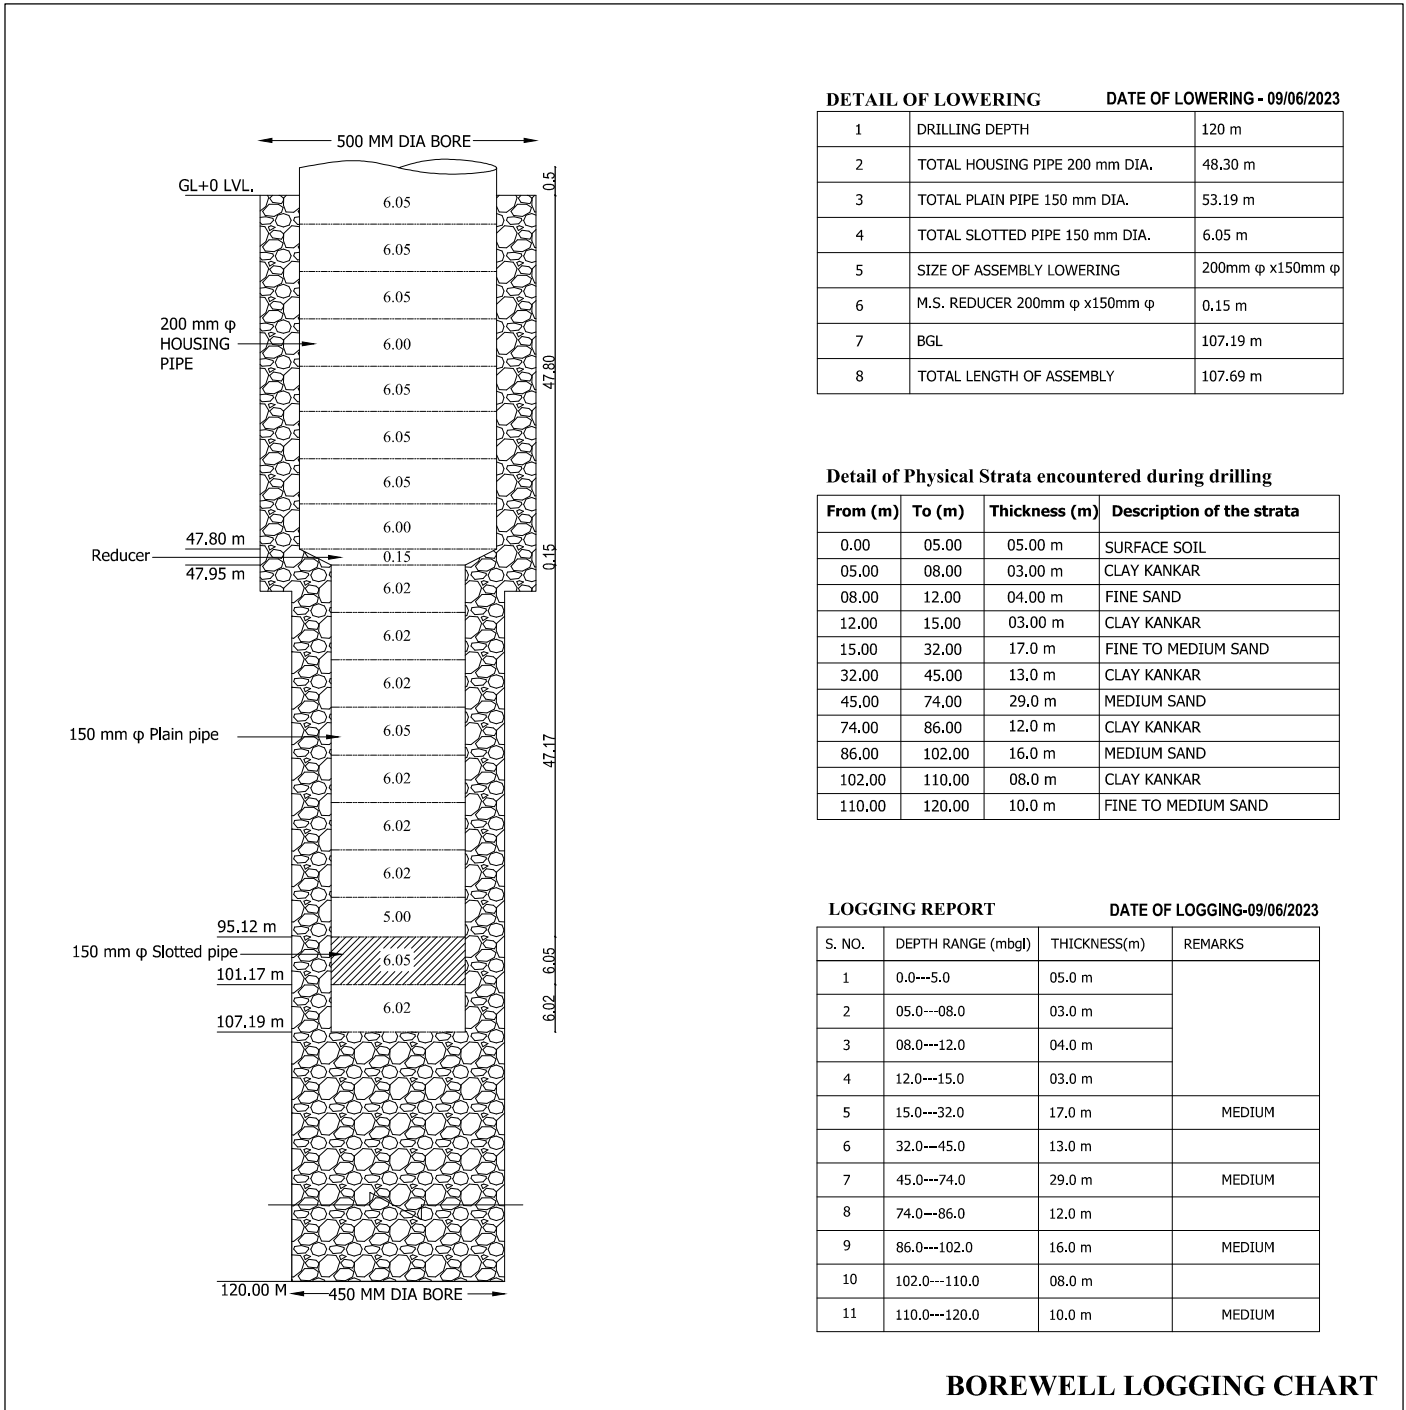 500 MM DIA BORE
GL+0 LVL.
0.5
6.05
6.05
6.05
200 mm φ
HOUSING
PIPE
6.00
47.80
6.05
6.05
6.05
6.00
47.80 m
Reducer
0.15
0.15
47.95 m
6.02
6.02
6.02
150 mm φ Plain pipe
6.05
47.17
6.02
6.02
6.02
5.00
95.12 m
150 mm φ Slotted pipe
6.05
6.05
101.17 m
6.02
6.02
107.19 m
120.00 M
450 MM DIA BORE
DETAIL OF LOWERING DATE OF LOWERING - 09/06/2023
1 DRILLING DEPTH 120 m
2 TOTAL HOUSING PIPE 200 mm DIA. 48.30 m
3 TOTAL PLAIN PIPE 150 mm DIA. 53.19 m
4 TOTAL SLOTTED PIPE 150 mm DIA. 6.05 m
5 SIZE OF ASSEMBLY LOWERING 200mm φ x150mm φ
6 M.S. REDUCER 200mm φ x150mm φ 0.15 m
7 BGL 107.19 m
8 TOTAL LENGTH OF ASSEMBLY 107.69 m
Detail of Physical Strata encountered during drilling
From (m) To (m) Thickness (m) Description of the strata
0.00 05.00 05.00 m SURFACE SOIL
05.00 08.00 03.00 m CLAY KANKAR
08.00 12.00 04.00 m FINE SAND
12.00 15.00 03.00 m CLAY KANKAR
15.00 32.00 17.0 m FINE TO MEDIUM SAND
32.00 45.00 13.0 m CLAY KANKAR
45.00 74.00 29.0 m MEDIUM SAND
74.00 86.00 12.0 m CLAY KANKAR
86.00 102.00 16.0 m MEDIUM SAND
102.00 110.00 08.0 m CLAY KANKAR
110.00 120.00 10.0 m FINE TO MEDIUM SAND
LOGGING REPORT DATE OF LOGGING-09/06/2023
S. NO. DEPTH RANGE (mbgl) THICKNESS(m) REMARKS
1 0.0---5.0 05.0 m
2 05.0---08.0 03.0 m
3 08.0---12.0 04.0 m
4 12.0---15.0 03.0 m
5 15.0---32.0 17.0 m MEDIUM
6 32.0---45.0 13.0 m
7 45.0---74.0 29.0 m MEDIUM
8 74.0---86.0 12.0 m
9 86.0---102.0 16.0 m MEDIUM
10 102.0---110.0 08.0 m
11 110.0---120.0 10.0 m MEDIUM
BOREWELL LOGGING CHART